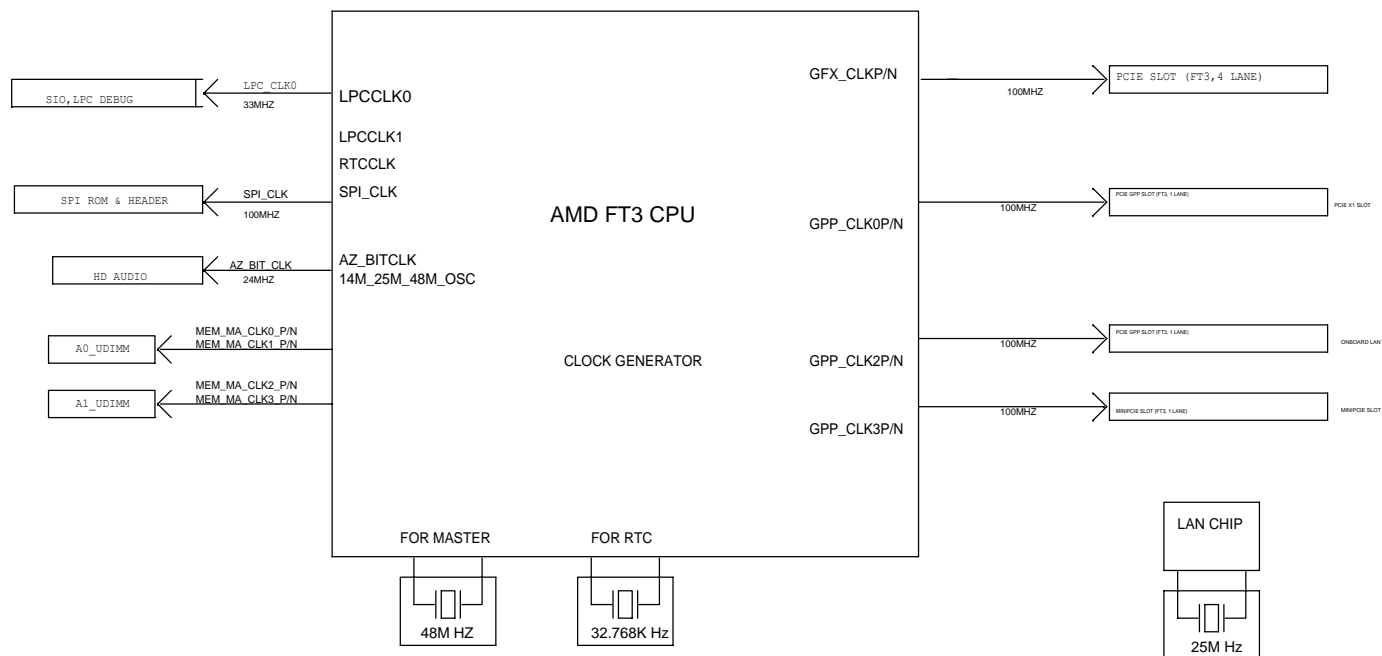 GFX_CLKP/N
PCIE SLOT (FT3,4 LANE)
100MHZ
LPC_CLK0
33MHZ
SIO,LPC DEBUG
LPCCLK0
LPCCLK1
RTCCLK
SPI_CLK
SPI_CLK
100MHZ
SPI ROM & HEADER
AMD FT3 CPU
100MHZ
PCIE GPP SLOT (FT3, 1 LANE)
PCIE X1 SLOT
GPP_CLK0P/N
AZ_BITCLK
14M_25M_48M_OSC
AZ_BIT_CLK
24MHZ
HD AUDIO
MEM_MA_CLK0_P/N
MEM_MA_CLK1_P/N
A0_UDIMM
CLOCK GENERATOR
100MHZ
PCIE GPP SLOT (FT3, 1 LANE)
ONBOARD LAN
GPP_CLK2P/N
MEM_MA_CLK2_P/N
MEM_MA_CLK3_P/N
A1_UDIMM
100MHZ
MINIPCIE SLOT (FT3, 1 LANE)
MINIPCIE SLOT
GPP_CLK3P/N
FOR MASTER
FOR RTC
LAN CHIP
48M HZ
32.768K Hz
25M Hz